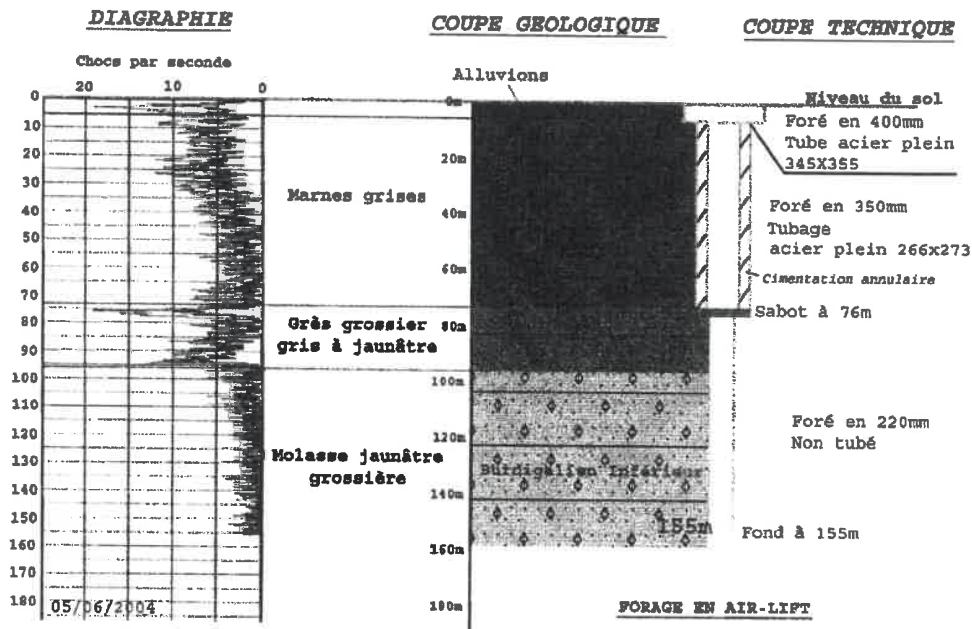 DIAGRAPHIE
COUPE GEOLOGIQUE
COUPE TECHNIQUE
Chocs par seconde
20 10 0
0
10
20
30
40
50
60
70
80
90
100
110
120
130
140
150
160
170
180
05/06/2004
Alluvions
Marnes grises
Grès grossier
gris à jaunâtre
Molasse jaunâtre
grossière
0m
20m
40m
60m
80m
100m
120m
140m
160m
180m
Burdigalien Inférieur
155m
Niveau du sol
Foré en 400mm
Tube acier plein
345X355
Foré en 350mm
Tubage
acier plein 266x273
Cimentation annulaire
Sabot à 76m
Foré en 220mm
Non tubé
Fond à 155m
FORAGE EN AIR-LIFT